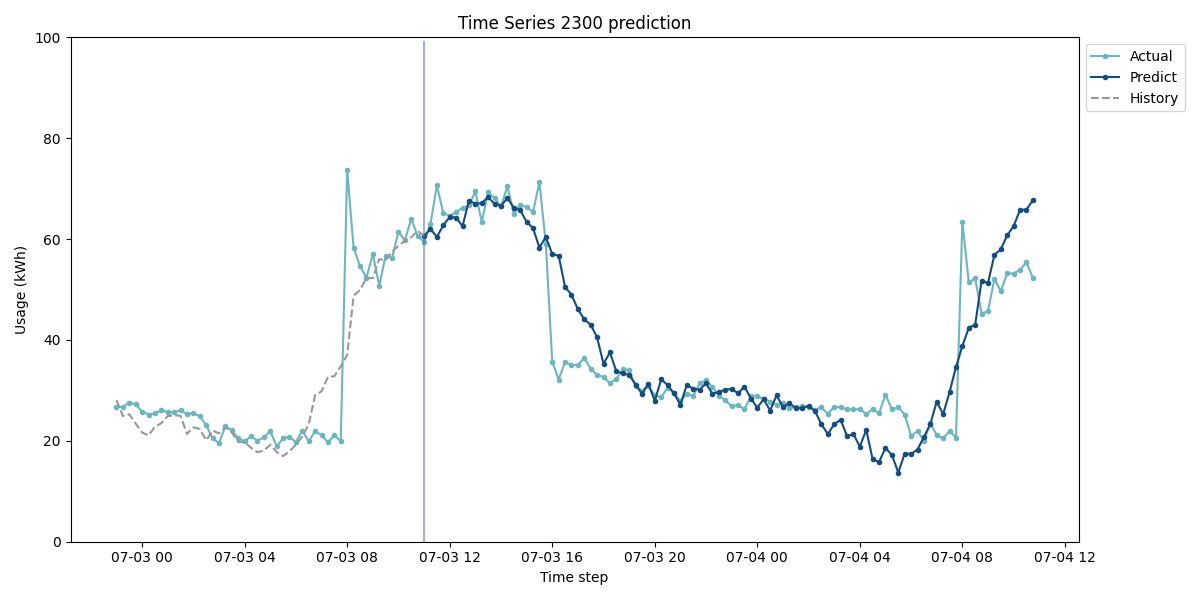 Time Series 2300 prediction
100
80
60
40
20
0
Usage (kWh)
07-03 00
07-03 04
07-03 08
07-03 12
07-03 16
07-03 20
07-04 00
07-04 04
07-04 08
07-04 12
Time step
Actual
Predict
History